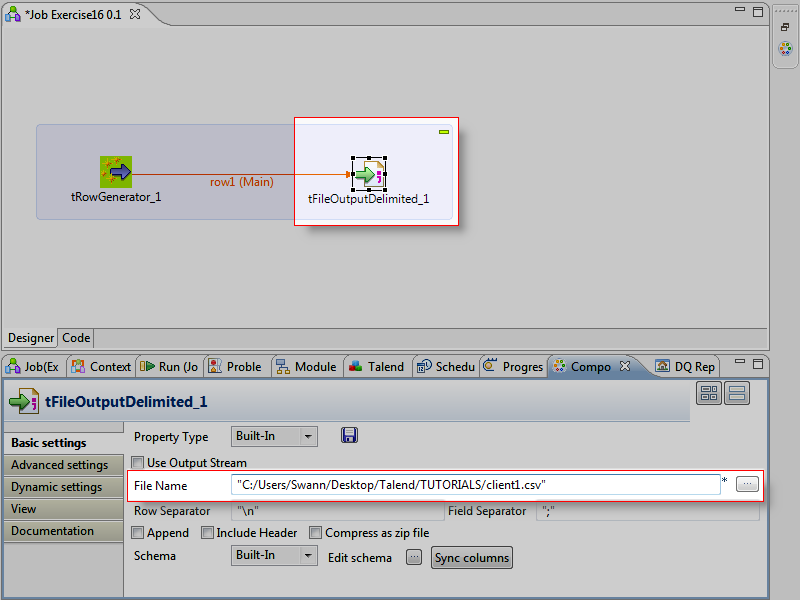 *Job Exercise16 0.1
row1 (Main)
tRowGenerator_1
tFileOutputDelimited_1
Designer Code
Job(Ex Context Run (Jo Proble Module Talend Schedu Progres Compo DQ Rep
tFileOutputDelimited_1
Basic settings
Advanced settings
Dynamic settings
View
Documentation
Property Type Built-In
Use Output Stream
File Name "C:/Users/Swann/Desktop/Talend/TUTORIALS/client1.csv" * ...
Row Separator "\n" Field Separator ";"
Append Include Header Compress as zip file
Schema Built-In Edit schema ... Sync columns